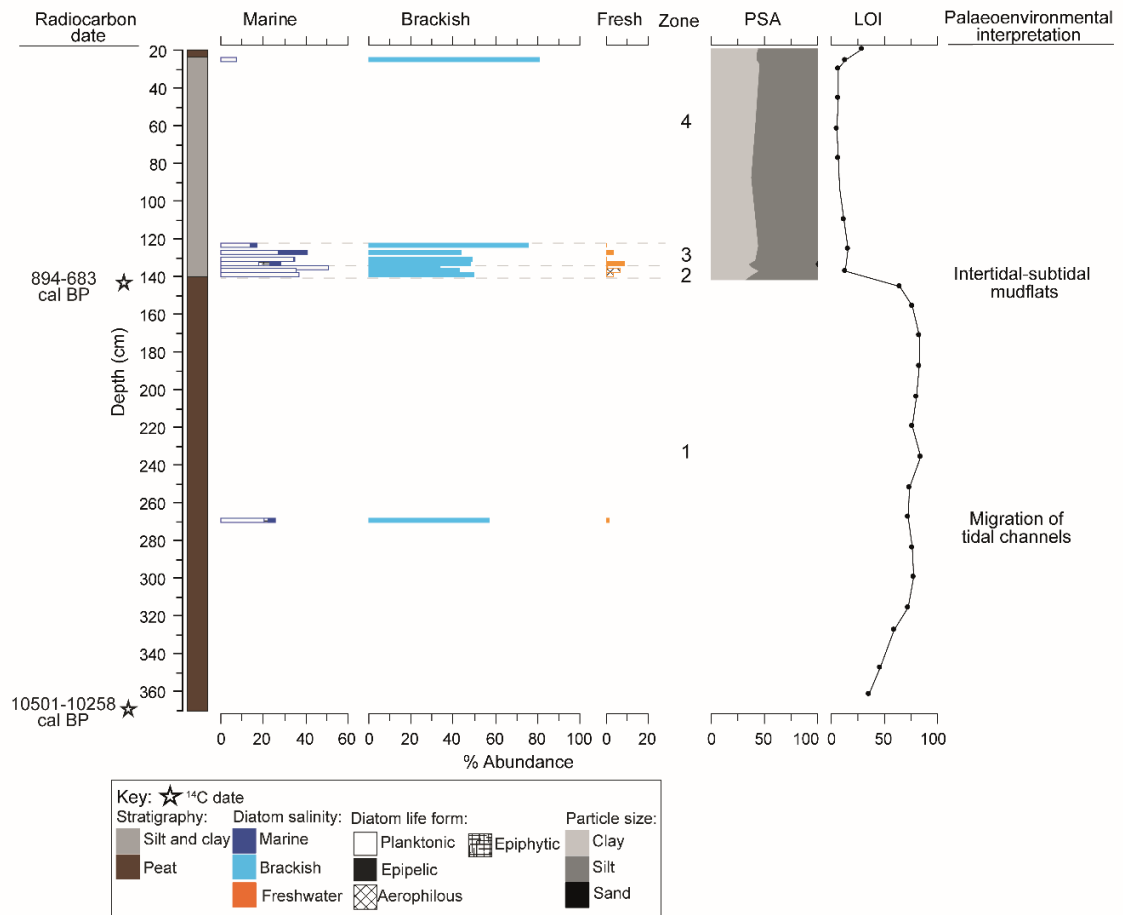 Radiocarbon
date
Marine
Brackish
Fresh
Zone
PSA
LOI
Palaeoenvironmental
interpretation
20
40
60
80
100
120
140
160
180
200
220
240
260
280
300
320
340
360
Depth (cm)
894-683
cal BP
10501-10258
cal BP
4
3
2
1
Intertidal-subtidal
mudflats
Migration of
tidal channels
0 20 40 60
0 20 40 60 80 100
0 20
0 50 100
0 50 100
% Abundance
Key: ¹⁴C date
Stratigraphy:
Silt and clay
Peat
Diatom salinity:
Marine
Brackish
Freshwater
Diatom life form:
Planktonic
Epipelic
Aerophilous
Epiphytic
Particle size:
Clay
Silt
Sand